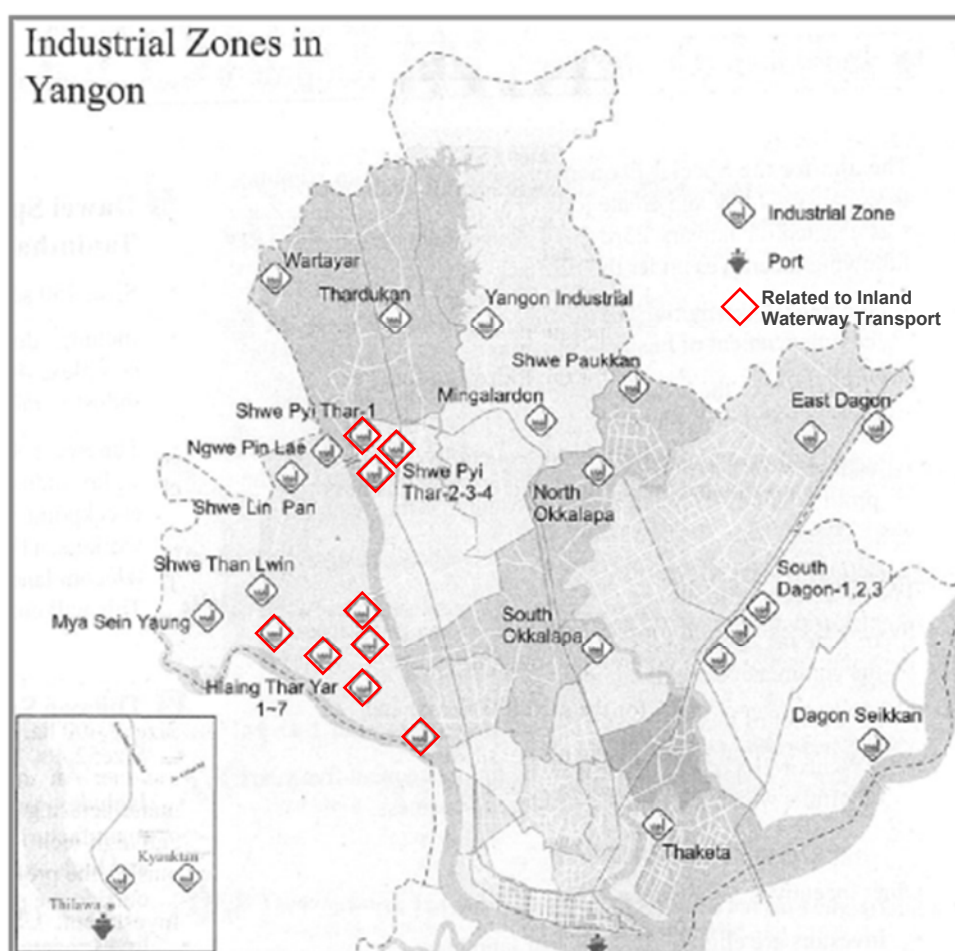 Industrial Zones in
Yangon
Industrial Zone
Port
Related to Inland
Waterway Transport
Wartayar
Thardukan
Yangon Industrial
Shwe Paukkan
Mingalardon
East Dagon
Shwe Pyi Thar-1
Ngwe Pin Lae
Shwe Pyi
Thar-2-3-4
Shwe Lin Pan
North
Okkalapa
Shwe Than Lwin
Mya Sein Yaung
South
Dagon-1,2,3
South
Okkalapa
Hlaing Thar Yar
1~7
Dagon Seikkan
Thaketa
Kyauktan
Thilawa